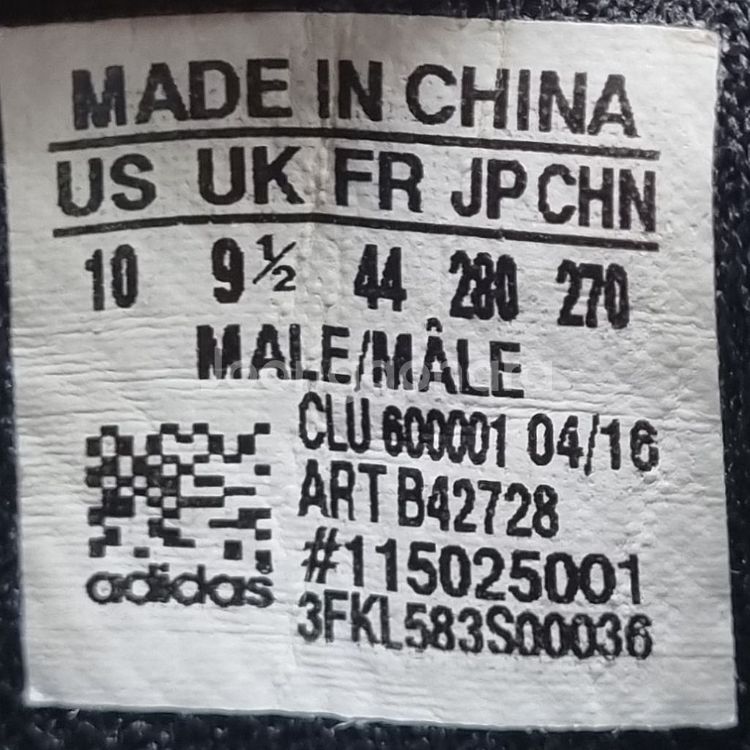 MADE IN CHINA
US UK FR JP CHN
10 9½ 44 280 270
MALE/MÂLE
CLU 600001 04/16
ART B42728
#115025001
3FKL583S00036
adidas